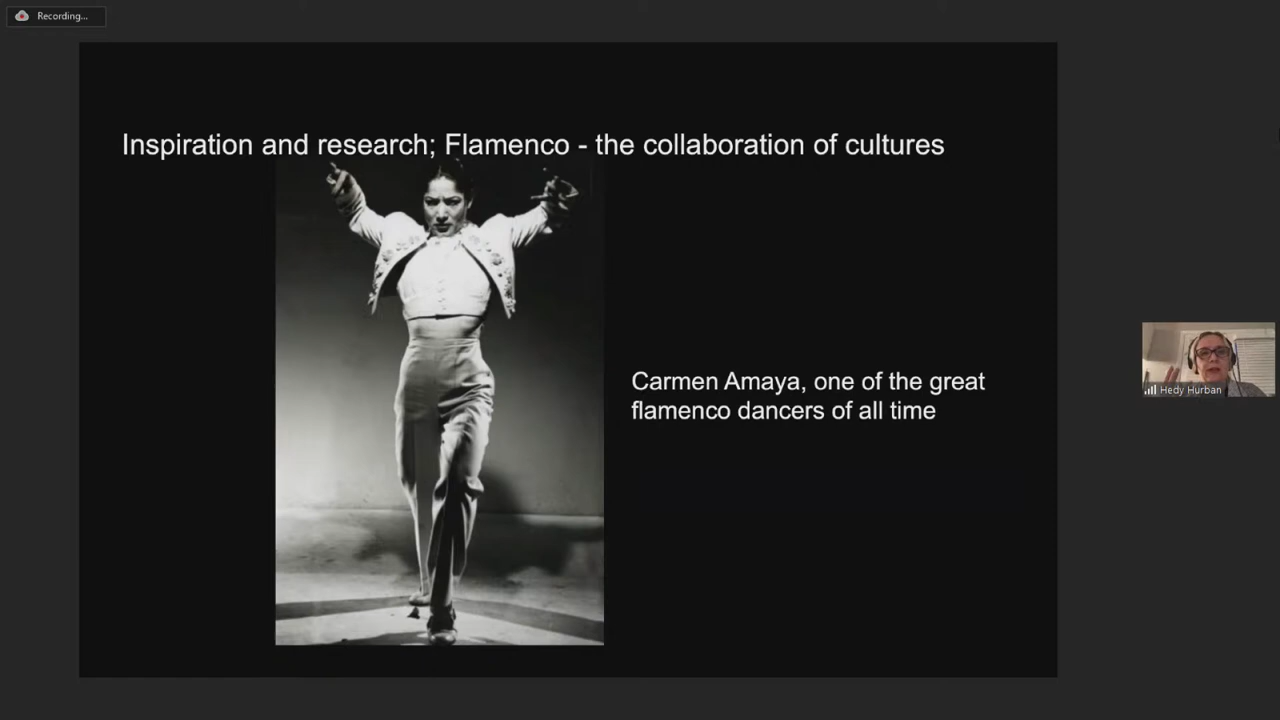 Recording...
Inspiration and research; Flamenco - the collaboration of cultures
Carmen Amaya, one of the great
flamenco dancers of all time
Hedy Hurban